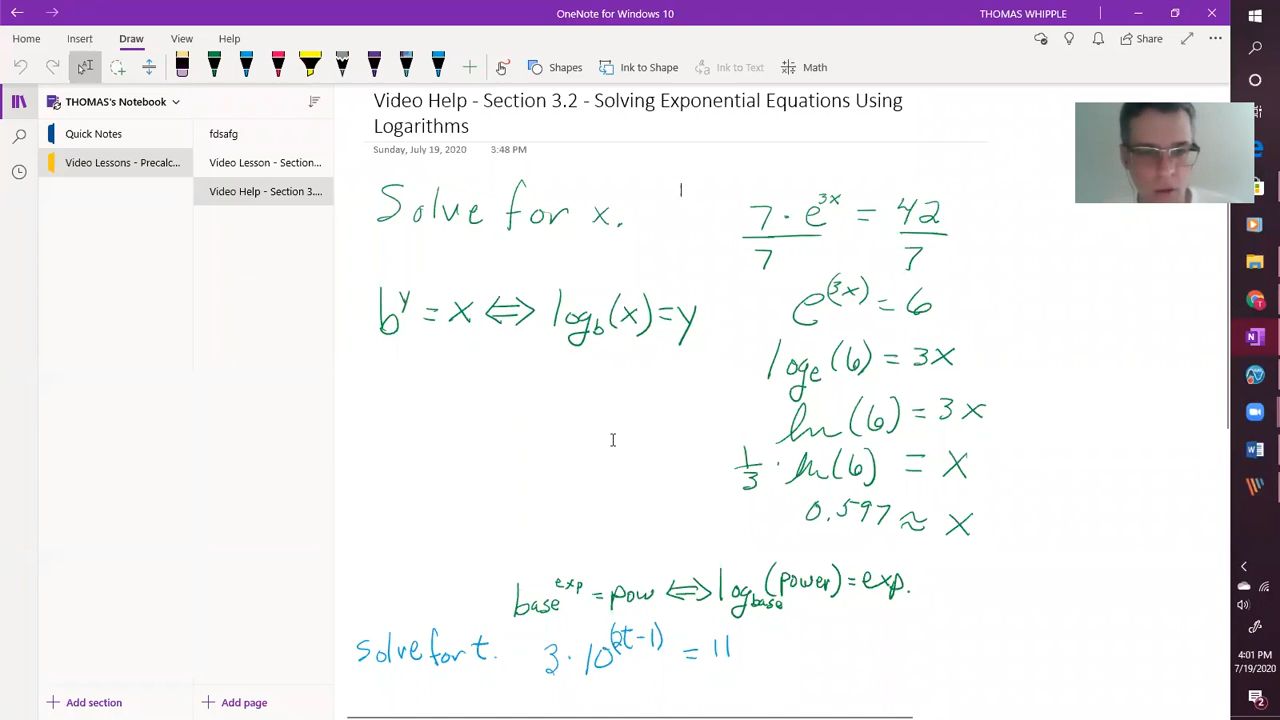 OneNote for Windows 10
THOMAS WHIPPLE
Home Insert Draw View Help
Share
Shapes Ink to Shape Ink to Text Math
THOMAS's Notebook
Quick Notes
Video Lessons - Precalc...
fdsafg
Video Lesson - Section...
Video Help - Section 3....
Video Help - Section 3.2 - Solving Exponential Equations Using
Logarithms
Sunday, July 19, 2020 3:48 PM
Solve for x.
7 · e^{3x} = 42
7 7
e^{(3x)} = 6
b^y = x ⇔ log_b(x) = y
log_e (6) = 3x
ln (6) = 3x
1/3 · ln(6) = x
0.597 ≈ x
base^{exp} = pow ⇔ log_{base}(power) = exp.
solve for t. 3 · 10^{(2t-1)} = 11
Add section
Add page
4:01 PM
7/19/2020
2